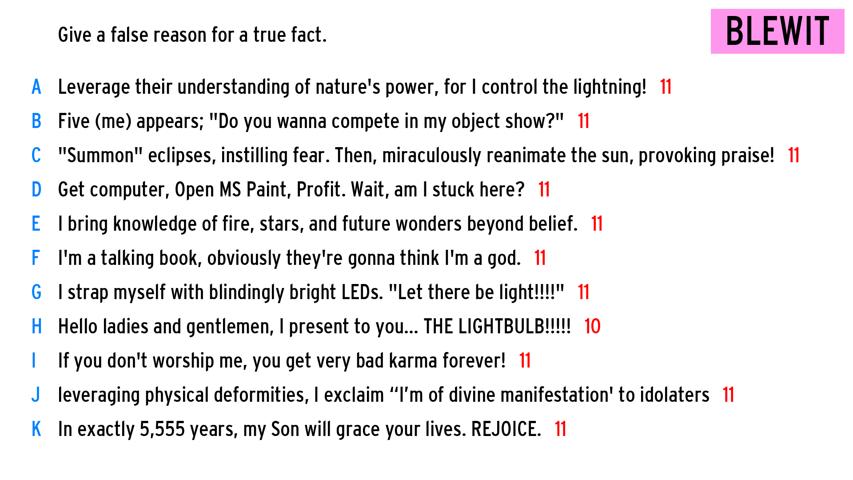 Give a false reason for a true fact.
BLEWIT
A Leverage their understanding of nature's power, for I control the lightning! 11
B Five (me) appears; "Do you wanna compete in my object show?" 11
C "Summon" eclipses, instilling fear. Then, miraculously reanimate the sun, provoking praise! 11
D Get computer, Open MS Paint, Profit. Wait, am I stuck here? 11
E I bring knowledge of fire, stars, and future wonders beyond belief. 11
F I'm a talking book, obviously they're gonna think I'm a god. 11
G I strap myself with blindingly bright LEDs. "Let there be light!!!!" 11
H Hello ladies and gentlemen, I present to you... THE LIGHTBULB!!!!! 10
I If you don't worship me, you get very bad karma forever! 11
J leveraging physical deformities, I exclaim “I’m of divine manifestation' to idolaters 11
K In exactly 5,555 years, my Son will grace your lives. REJOICE. 11